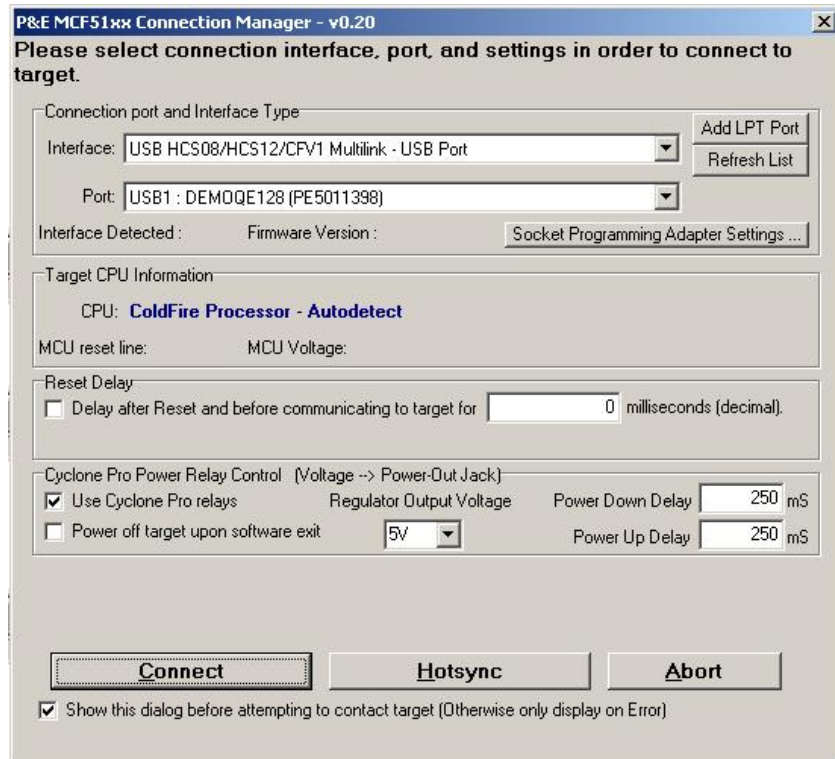 P&E MCF51xx Connection Manager - v0.20
Please select connection interface, port, and settings in order to connect to
target.
Connection port and Interface Type
Add LPT Port
Interface: USB HCS08/HCS12/CFV1 Multilink - USB Port
Refresh List
Port: USB1 : DEMOQE128 (PE5011398)
Interface Detected : Firmware Version : Socket Programming Adapter Settings ...
Target CPU Information
CPU: ColdFire Processor - Autodetect
MCU reset line: MCU Voltage:
Reset Delay
Delay after Reset and before communicating to target for 0 milliseconds (decimal).
Cyclone Pro Power Relay Control (Voltage --> Power-Out Jack)
Use Cyclone Pro relays Regulator Output Voltage Power Down Delay 250 mS
Power off target upon software exit 5V Power Up Delay 250 mS
Connect Hotsync Abort
Show this dialog before attempting to contact target (Otherwise only display on Error)